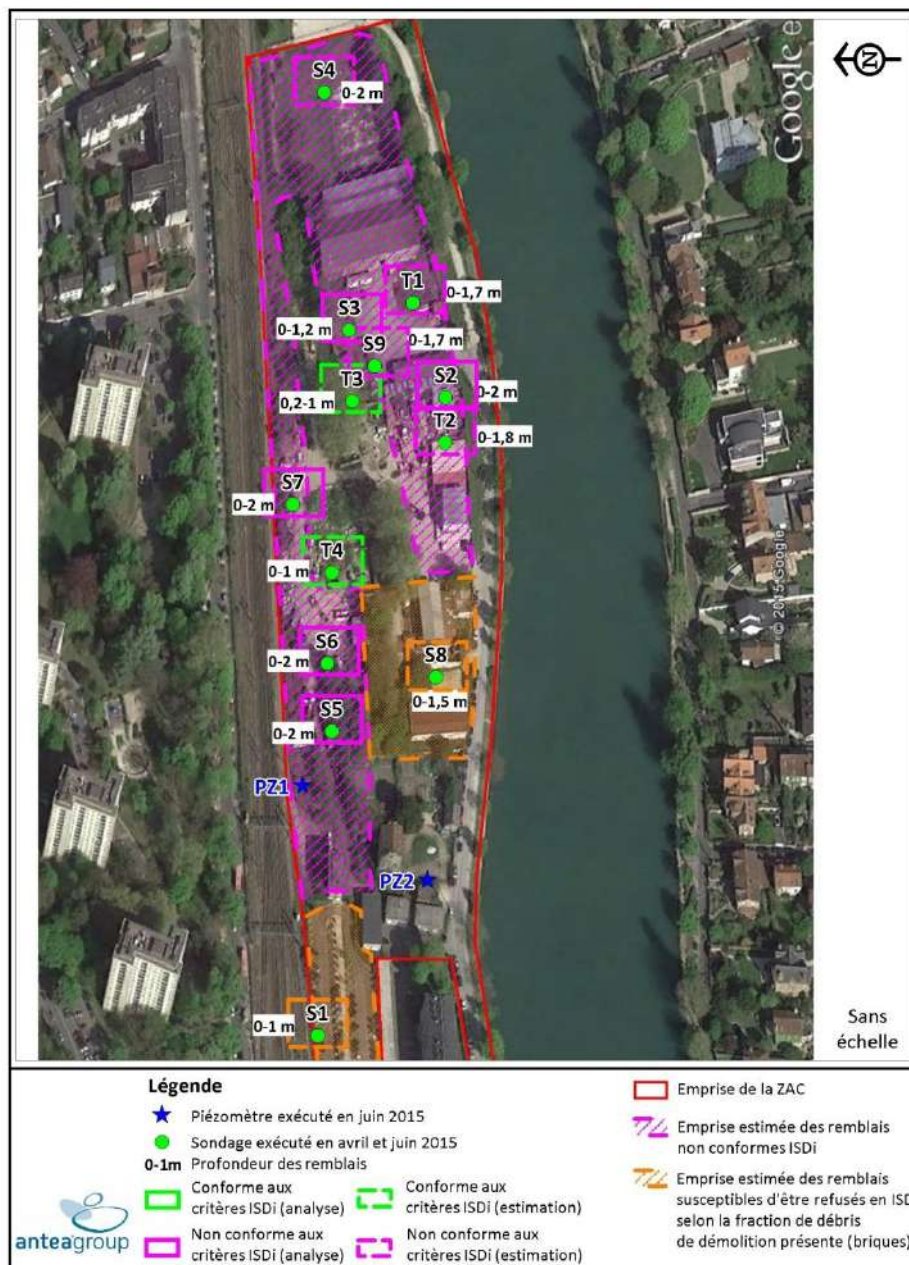 N
Google e
S4
0-2 m
T1
0-1,7 m
S3
0-1,2 m
0-1,7 m
S9
S2
T3
0-2 m
0,2-1 m
T2
0-1,8 m
S7
0-2 m
T4
0-1 m
© 2015 Google
S6
0-2 m
S8
0-1,5 m
S5
0-2 m
PZ1
PZ2
S1
0-1 m
Sans
échelle
Légende
Piézomètre exécuté en juin 2015
Sondage exécuté en avril et juin 2015
0-1m Profondeur des remblais
Conforme aux
critères ISDi (analyse)
Conforme aux
critères ISDi (estimation)
Non conforme aux
critères ISDi (analyse)
Non conforme aux
critères ISDi (estimation)
Emprise de la ZAC
Emprise estimée des remblais
non conformes ISDi
Emprise estimée des remblais
susceptibles d'être refusés en ISD
selon la fraction de débris
de démolition présente (briques)
anteagroup